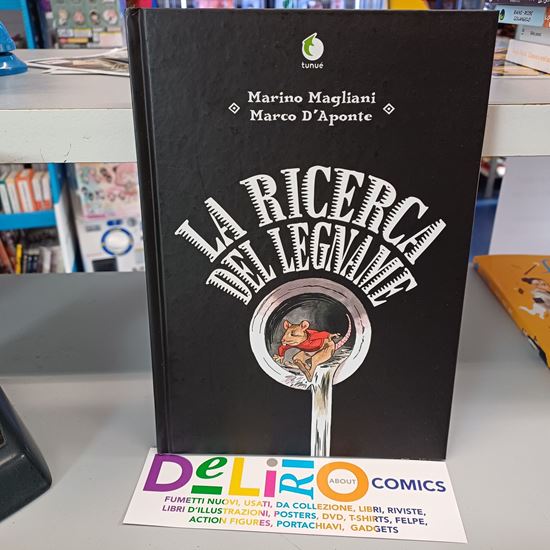 tunué
Marino Magliani
Marco D'Aponte
LA RICERCA
DEL LEGNAME
DeLiRiO
ABOUT
COMICS
FUMETTI NUOVI, USATI, DA COLLEZIONE, LIBRI, RIVISTE,
LIBRI D'ILLUSTRAZIONI, POSTERS, DVD, T-SHIRTS, FELPE,
ACTION FIGURES, PORTACHIAVI, GADGETS